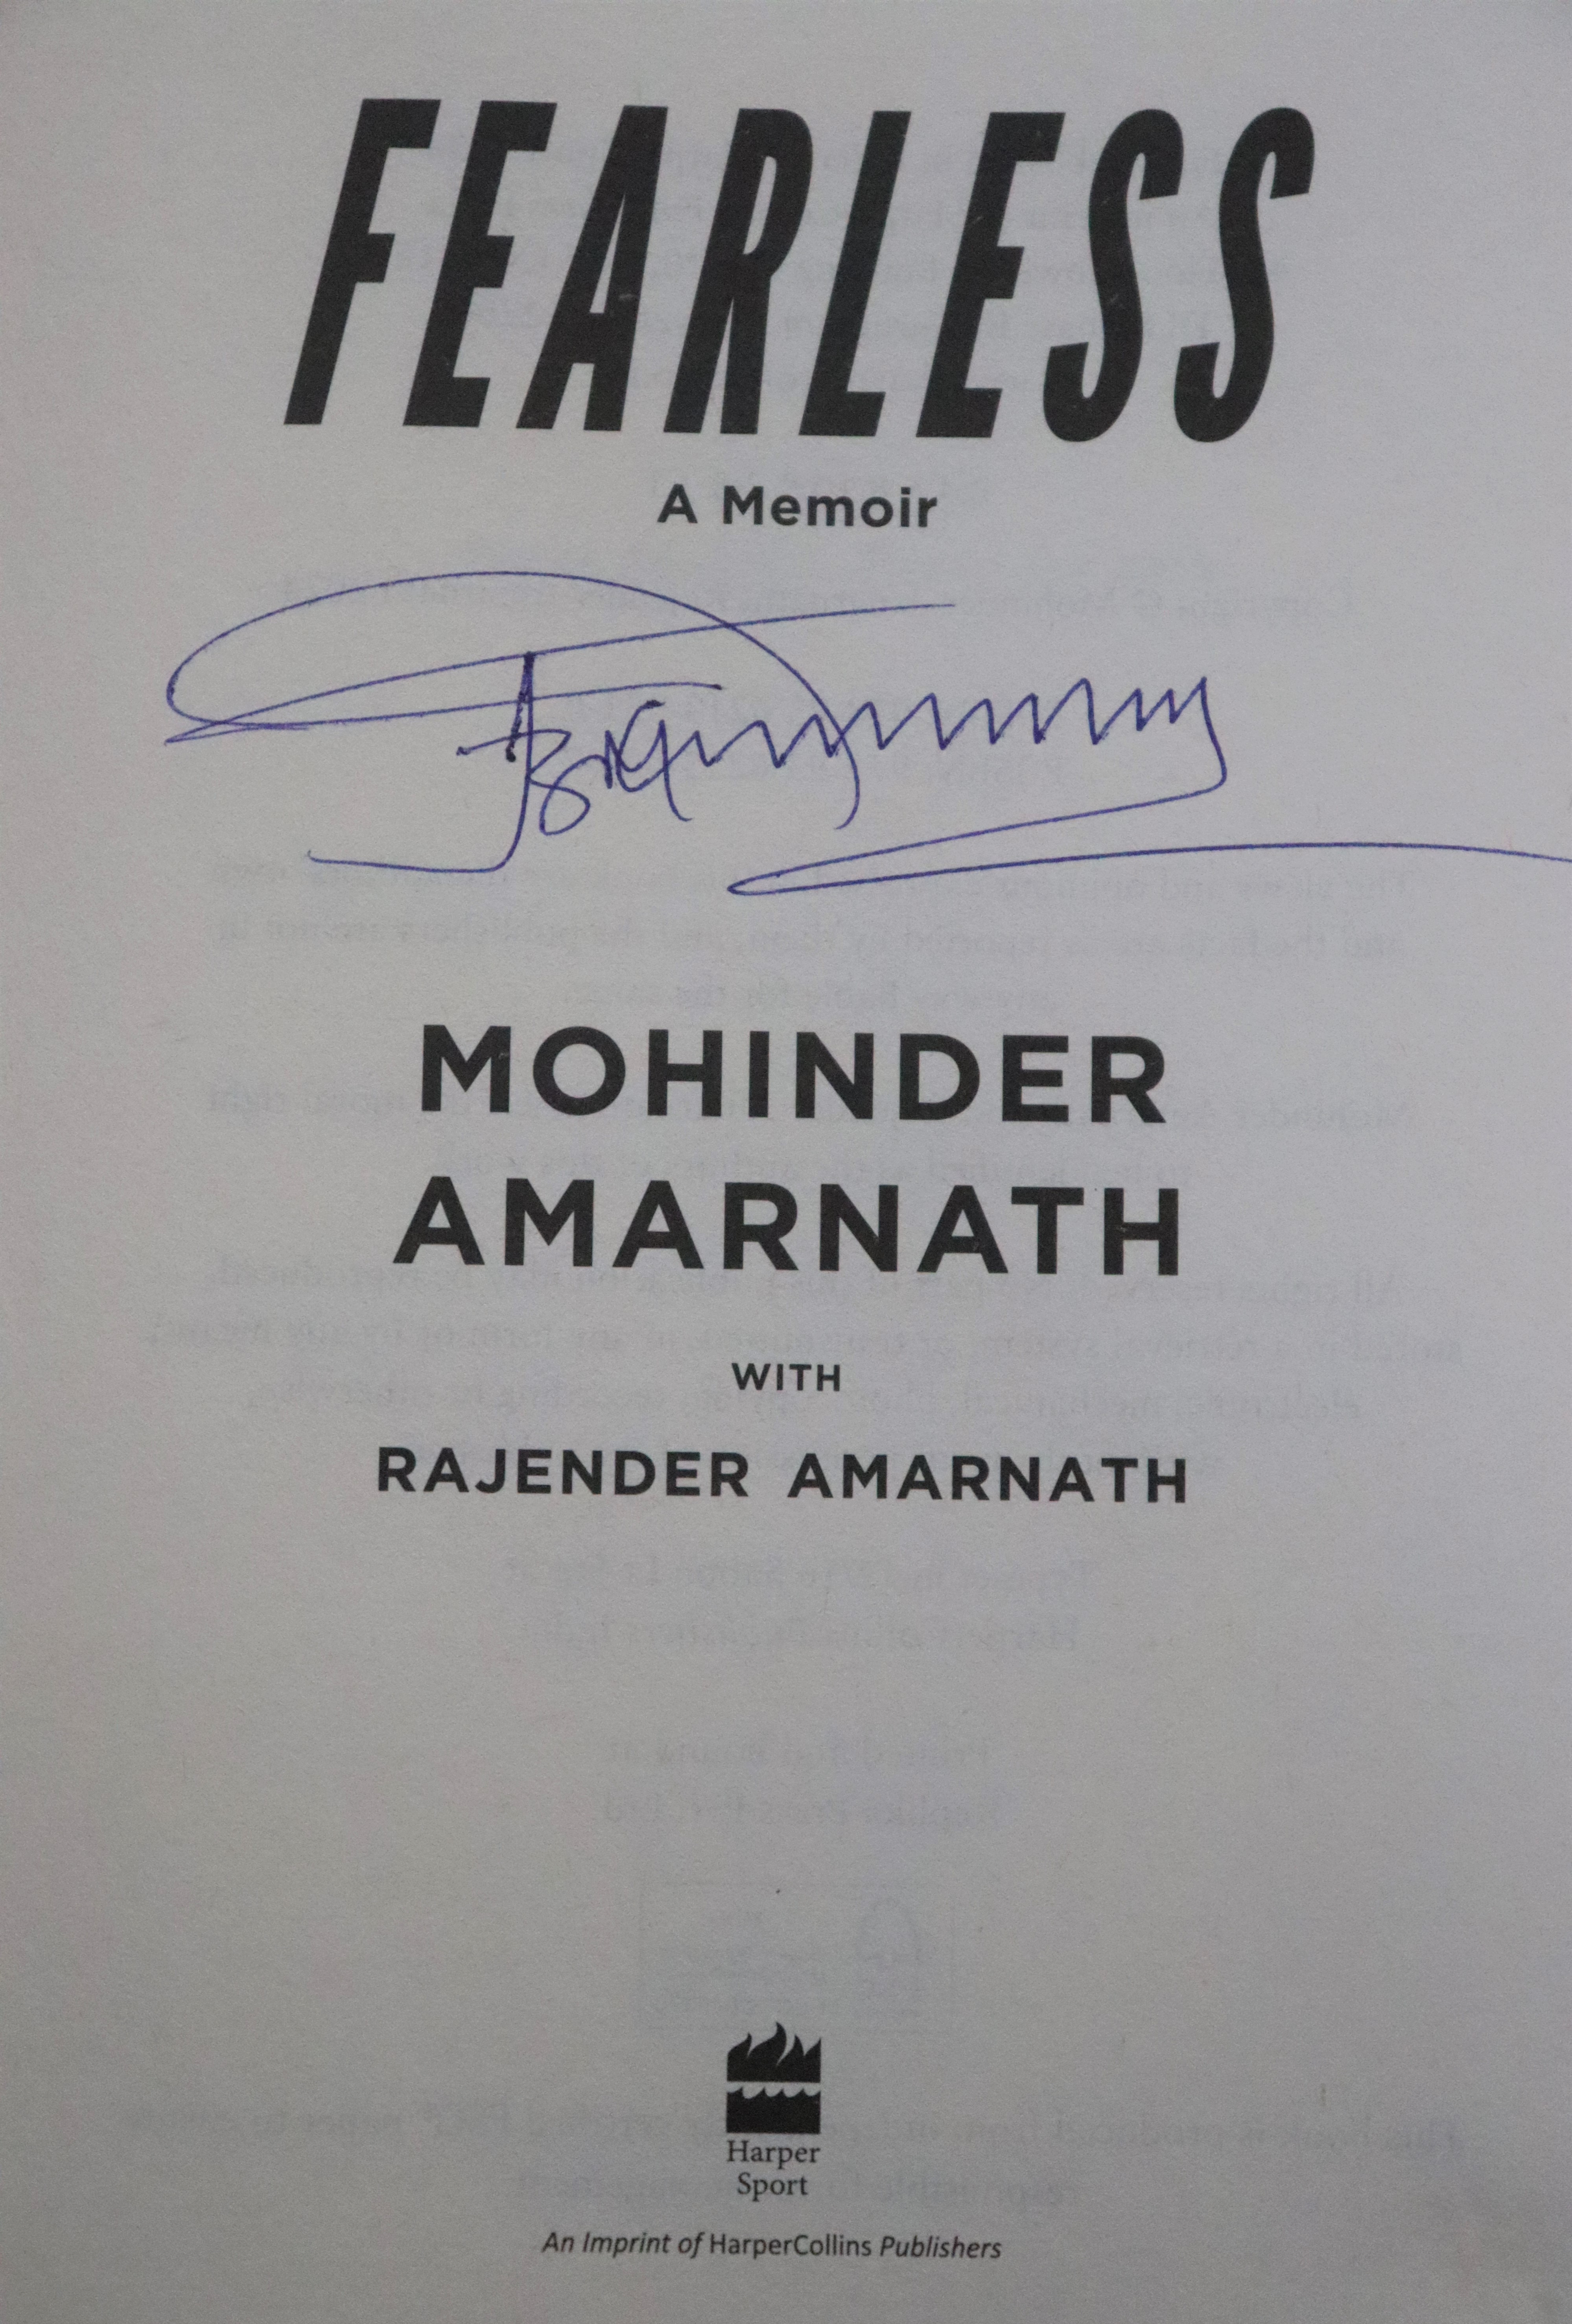 FEARLESS
A Memoir
MOHINDER
AMARNATH
WITH
RAJENDER AMARNATH
Harper
Sport
An Imprint of HarperCollins Publishers